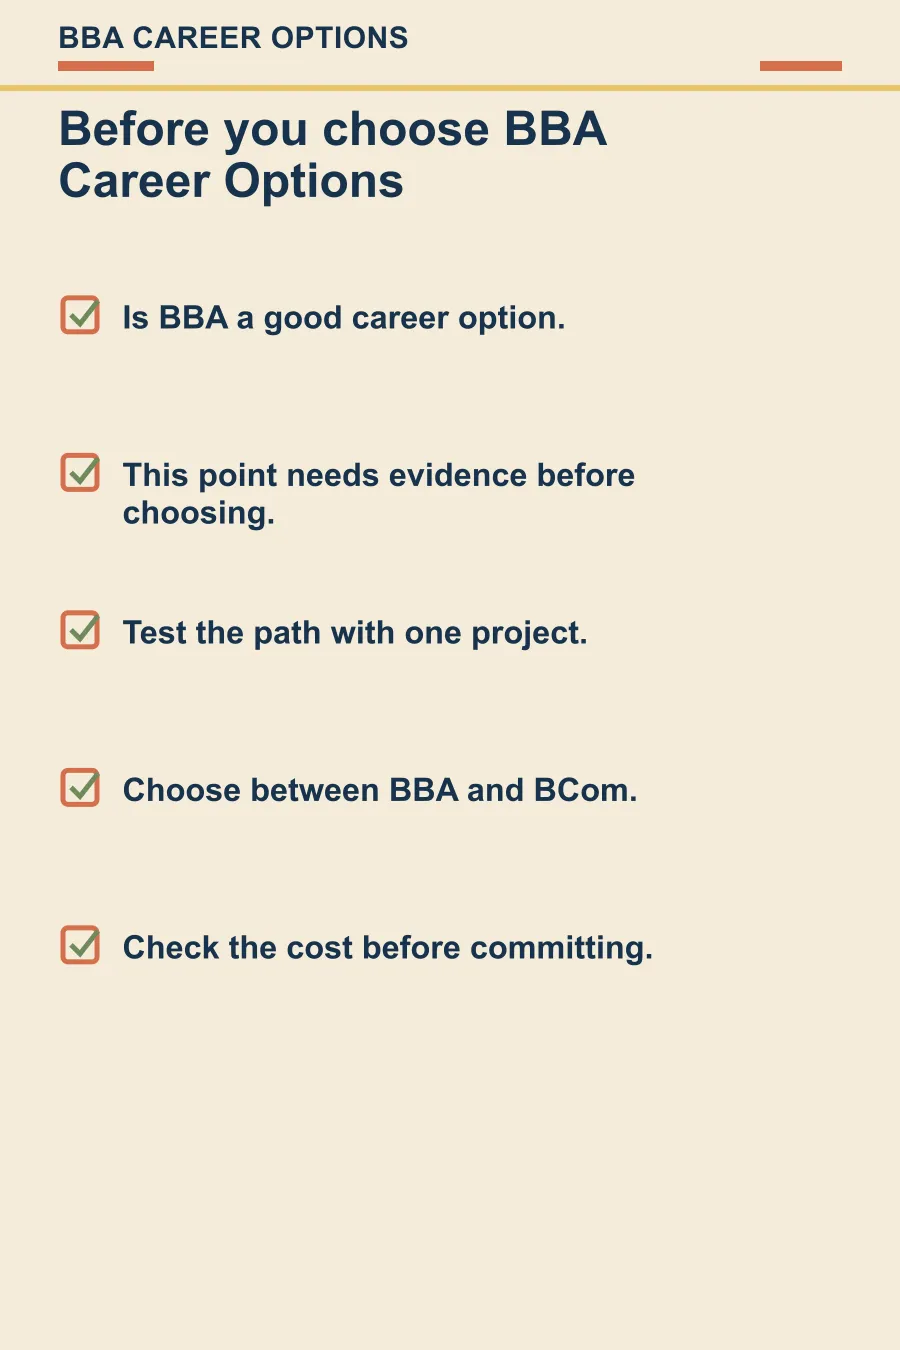 BBA CAREER OPTIONS
Before you choose BBA
Career Options
Is BBA a good career option.
This point needs evidence before
choosing.
Test the path with one project.
Choose between BBA and BCom.
Check the cost before committing.